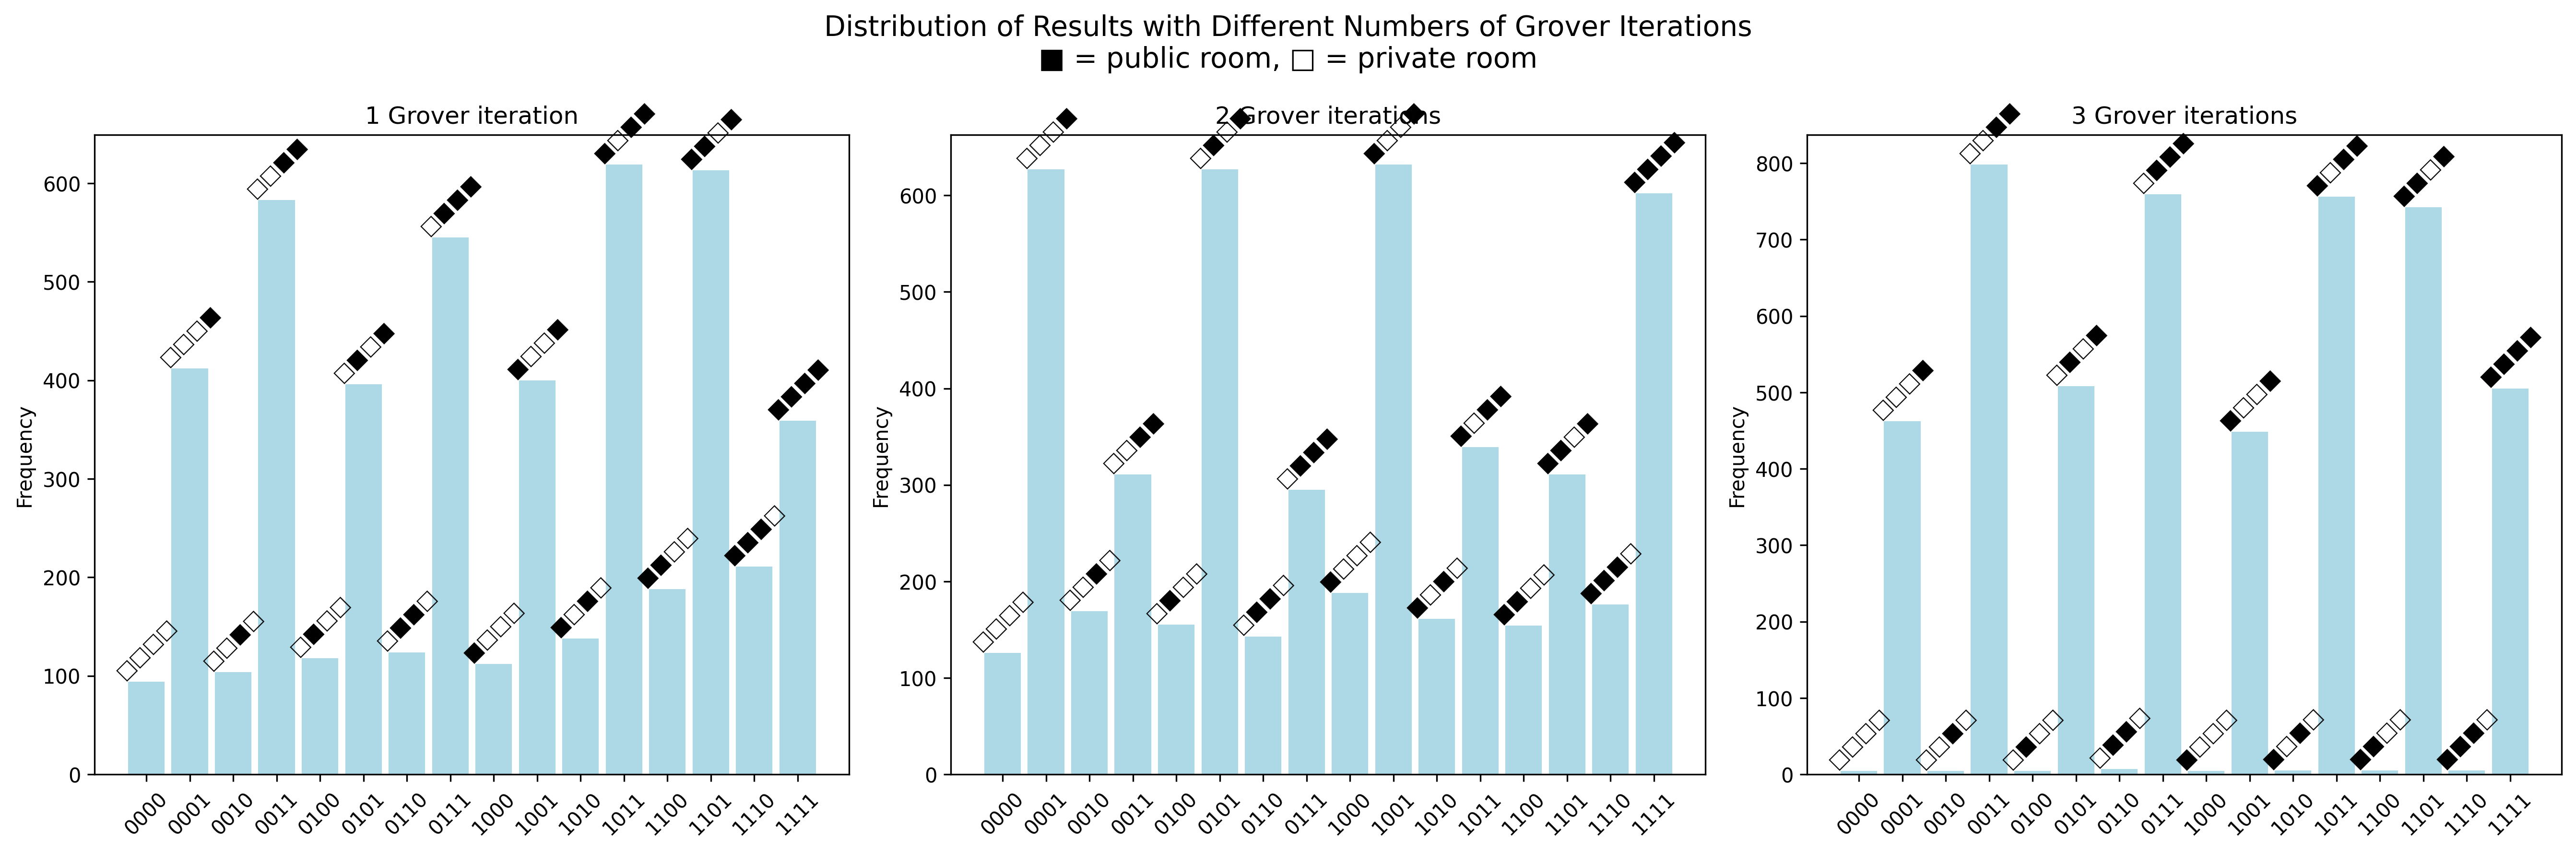 Distribution of Results with Different Numbers of Grover Iterations
■ = public room, □ = private room
1 Grover iteration
Frequency
600
500
400
300
200
100
0
0000 0001 0010 0011 0100 0101 0110 0111 1000 1001 1010 1011 1100 1101 1110 1111
2 Grover iterations
Frequency
600
500
400
300
200
100
0
0000 0001 0010 0011 0100 0101 0110 0111 1000 1001 1010 1011 1100 1101 1110 1111
3 Grover iterations
Frequency
800
700
600
500
400
300
200
100
0
0000 0001 0010 0011 0100 0101 0110 0111 1000 1001 1010 1011 1100 1101 1110 1111